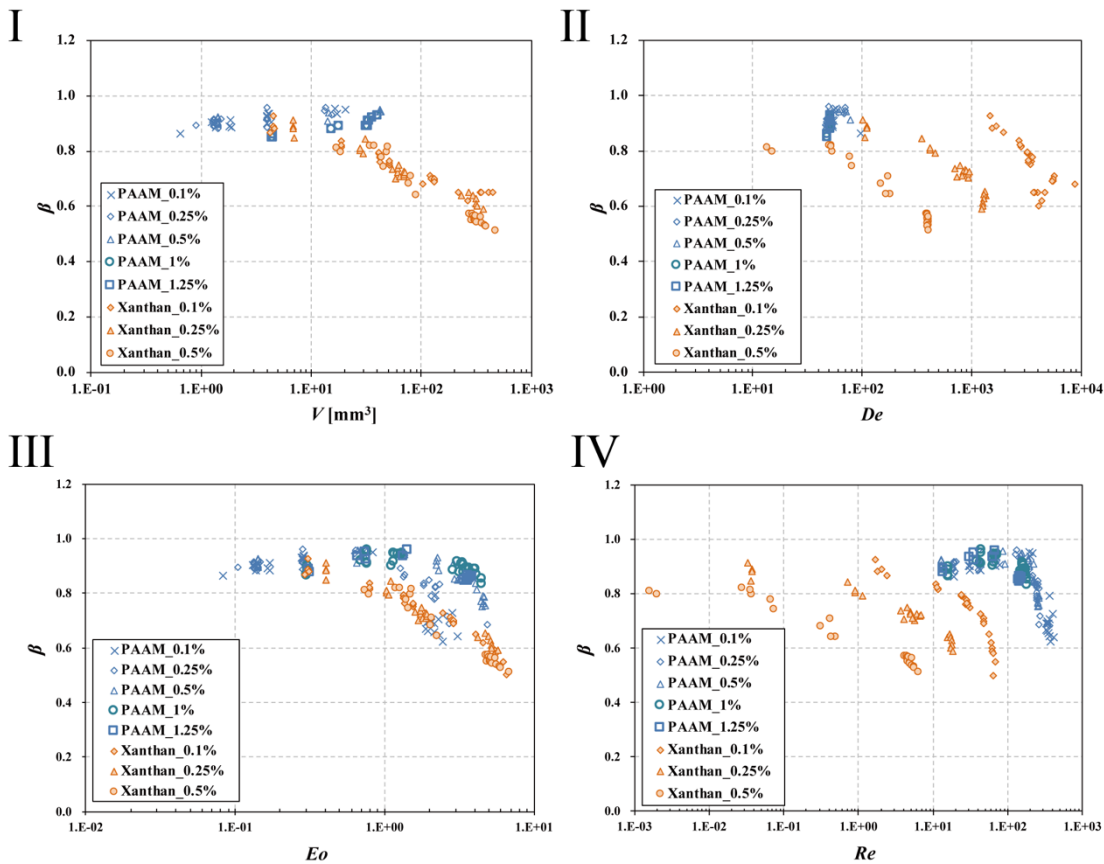 I
1.2
1.0
0.8
0.6
0.4
0.2
0.0
β
PAAM_0.1%
PAAM_0.25%
PAAM_0.5%
PAAM_1%
PAAM_1.25%
Xanthan_0.1%
Xanthan_0.25%
Xanthan_0.5%
1.E-01 1.E+00 1.E+01 1.E+02 1.E+03
V [mm³]
II
1.2
1.0
0.8
0.6
0.4
0.2
0.0
β
PAAM_0.1%
PAAM_0.25%
PAAM_0.5%
PAAM_1%
PAAM_1.25%
Xanthan_0.1%
Xanthan_0.25%
Xanthan_0.5%
1.E+00 1.E+01 1.E+02 1.E+03 1.E+04
De
III
1.2
1.0
0.8
0.6
0.4
0.2
0.0
β
PAAM_0.1%
PAAM_0.25%
PAAM_0.5%
PAAM_1%
PAAM_1.25%
Xanthan_0.1%
Xanthan_0.25%
Xanthan_0.5%
1.E-02 1.E-01 1.E+00 1.E+01
Eo
IV
1.2
1.0
0.8
0.6
0.4
0.2
0.0
β
PAAM_0.1%
PAAM_0.25%
PAAM_0.5%
PAAM_1%
PAAM_1.25%
Xanthan_0.1%
Xanthan_0.25%
Xanthan_0.5%
1.E-03 1.E-02 1.E-01 1.E+00 1.E+01 1.E+02 1.E+03
Re